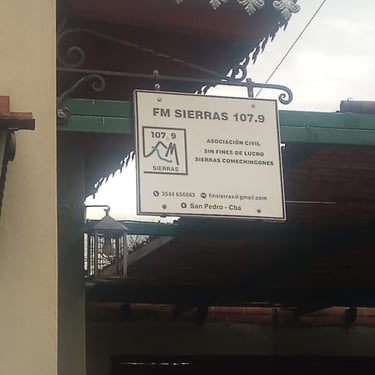 FM SIERRAS 107.9
107.9
SIERRAS
ASOCIACIÓN CIVIL
SIN FINES DE LUCRO
SIERRAS COMECHINGONES
3544 656043
fmsierras@gmail.com
San Pedro - Cba